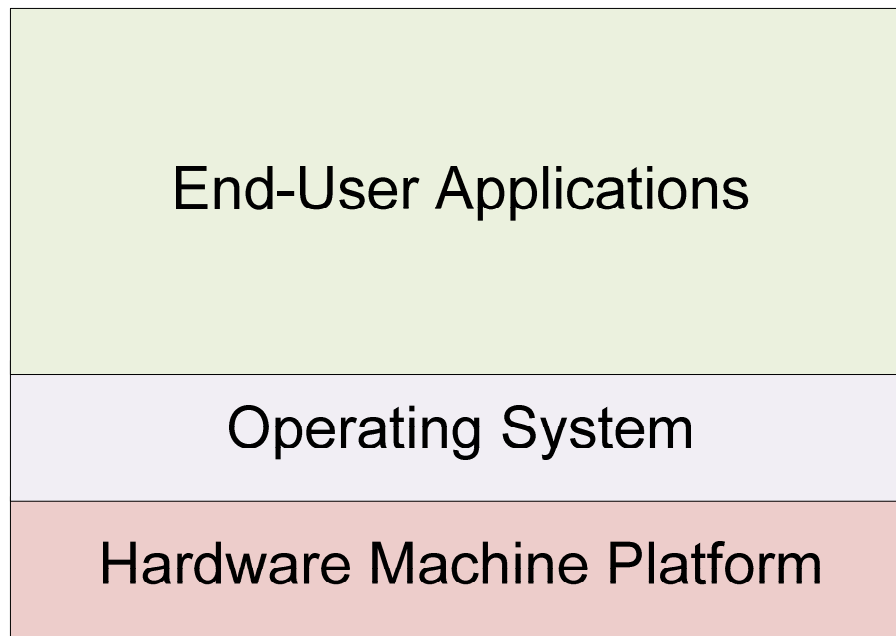 End-User Applications
Operating System
Hardware Machine Platform